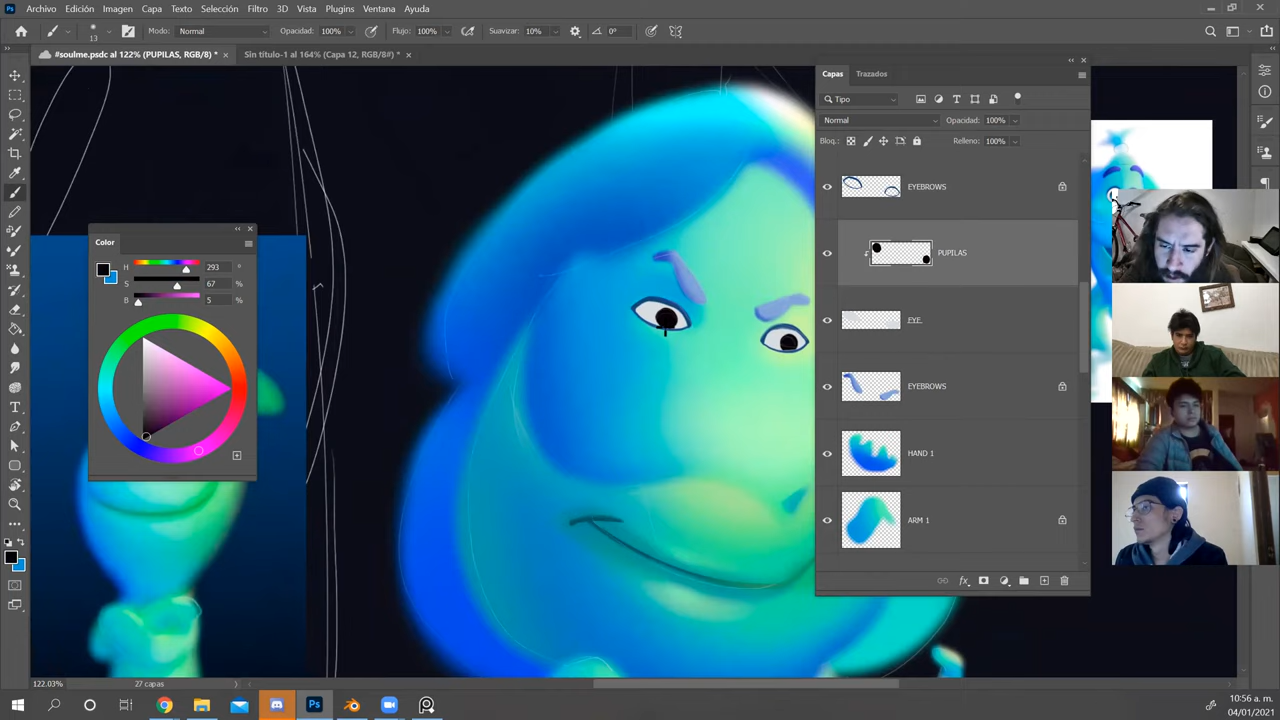 Archivo Edición Imagen Capa Texto Selección Filtro 3D Vista Plugins Ventana Ayuda
13 Modo: Normal Opacidad: 100% Flujo: 100% Suavizar: 10% 0°
#soulme.psdc al 122% (PUPILAS, RGB/8) * × Sin título-1 al 164% (Capa 12, RGB/8#) * ×
Capas Trazados
Tipo
Normal Opacidad: 100%
Bloq.: Relleno: 100%
EYEBROWS
PUPILAS
EYE
EYEBROWS
HAND 1
ARM 1
fx
Color
H 293 °
S 67 %
B 5 %
122.03% 27 capas
Ps
10:56 a. m.
04/01/2021